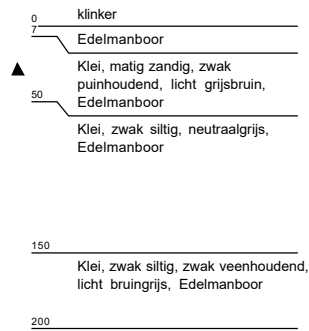 klinker
0
7
Edelmanboor
Klei, matig zandig, zwak
puinhoudend, licht grijsbruin,
Edelmanboor
50
Klei, zwak siltig, neutraalgrijs,
Edelmanboor
150
Klei, zwak siltig, zwak veenhoudend,
licht bruingrijs, Edelmanboor
200